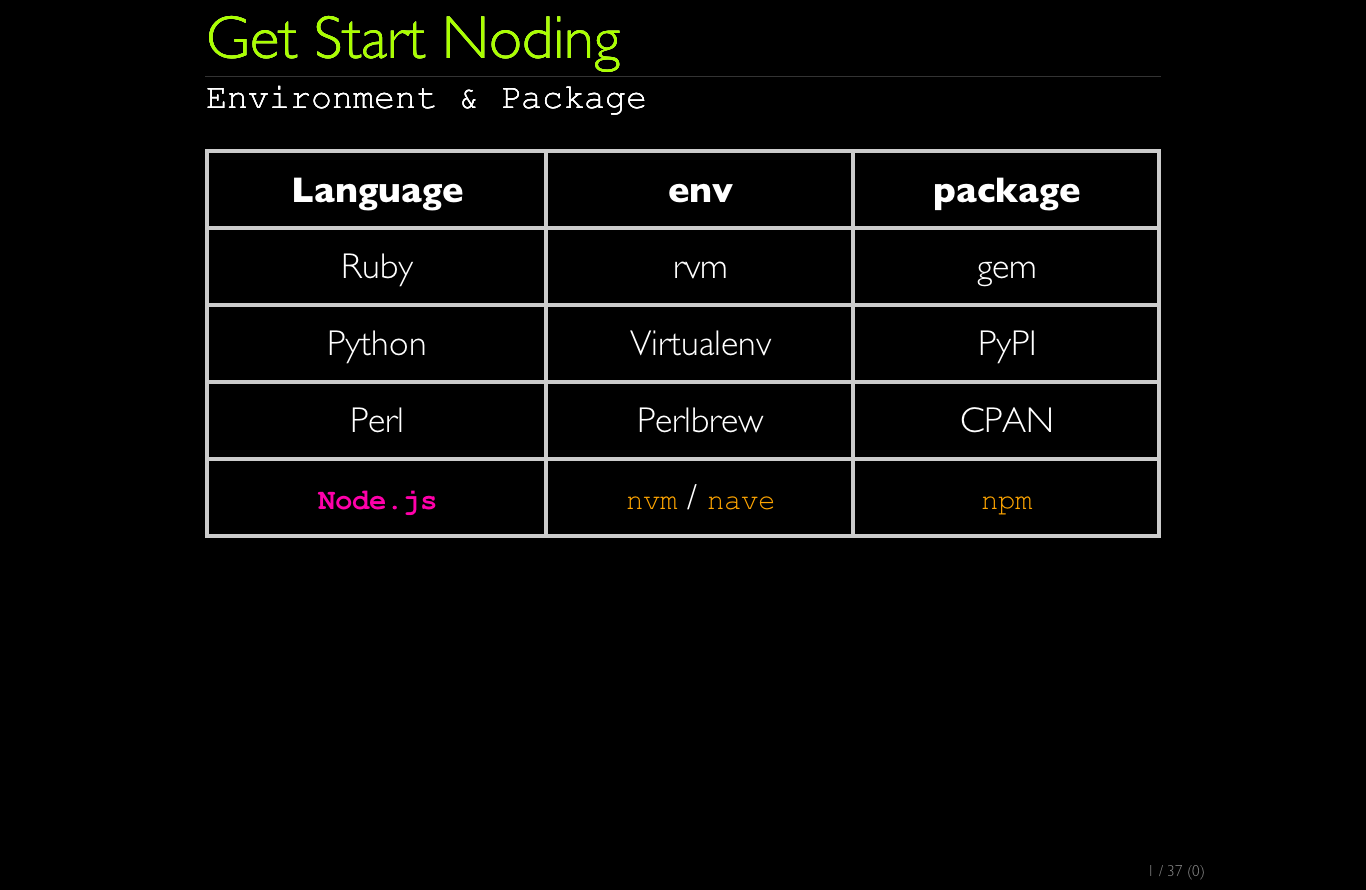 Get Start Noding
Environment & Package
Language env package
Ruby rvm gem
Python Virtualenv PyPI
Perl Perlbrew CPAN
Node.js nvm / nave npm
1 / 37 (0)